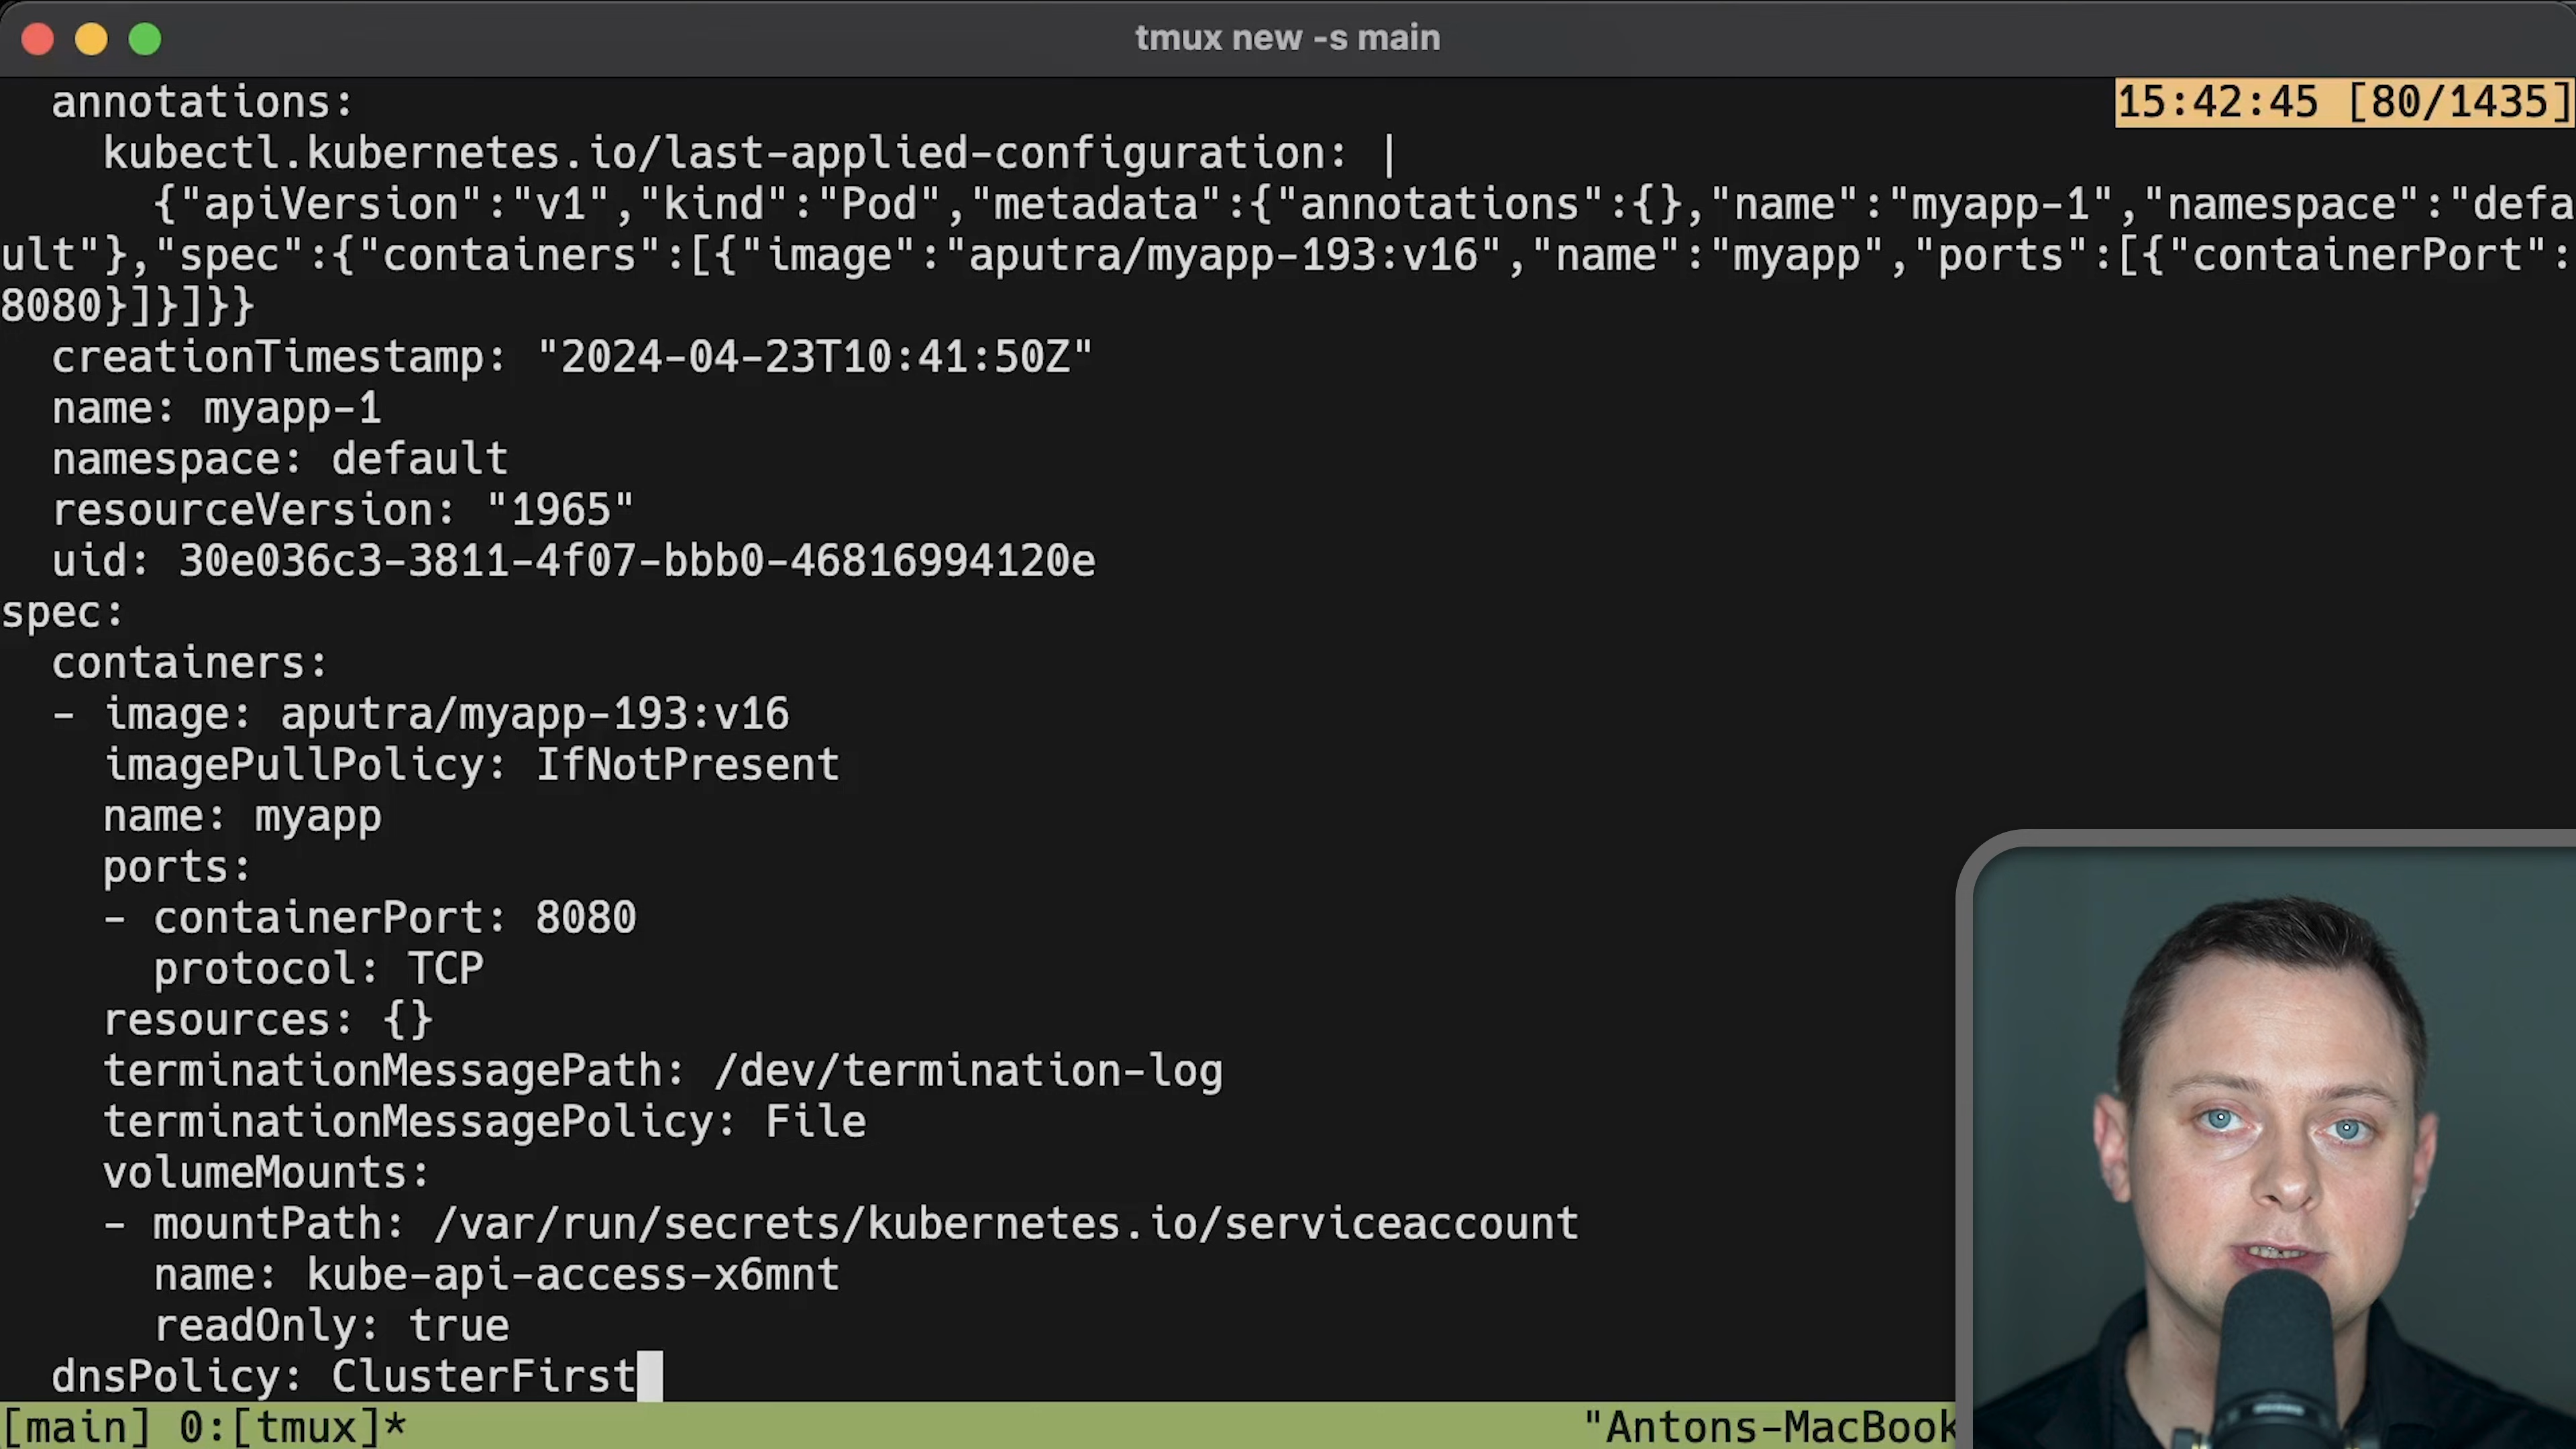 tmux new -s main
annotations:
15:42:45 [80/1435]
kubectl.kubernetes.io/last-applied-configuration: |
{"apiVersion":"v1","kind":"Pod","metadata":{"annotations":{},"name":"myapp-1","namespace":"defa
ult"},"spec":{"containers":[{"image":"aputra/myapp-193:v16","name":"myapp","ports":[{"containerPort":
8080}]}]}}
creationTimestamp: "2024-04-23T10:41:50Z"
name: myapp-1
namespace: default
resourceVersion: "1965"
uid: 30e036c3-3811-4f07-bbb0-46816994120e
spec:
containers:
- image: aputra/myapp-193:v16
imagePullPolicy: IfNotPresent
name: myapp
ports:
- containerPort: 8080
protocol: TCP
resources: {}
terminationMessagePath: /dev/termination-log
terminationMessagePolicy: File
volumeMounts:
- mountPath: /var/run/secrets/kubernetes.io/serviceaccount
name: kube-api-access-x6mnt
readOnly: true
dnsPolicy: ClusterFirst
[main] 0:[tmux]*
"Antons-MacBook